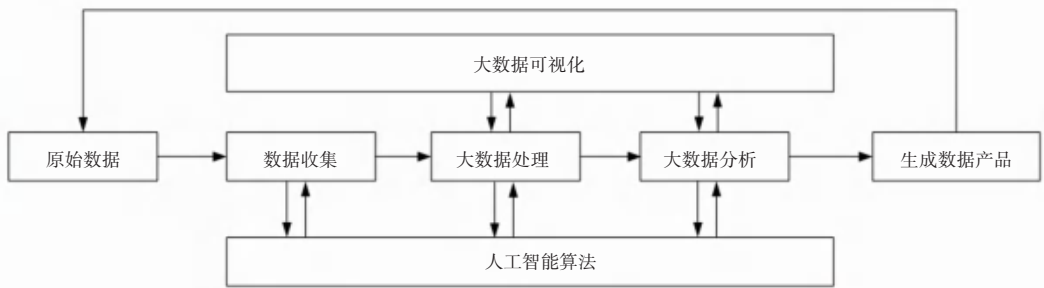 大数据可视化
原始数据
数据收集
大数据处理
大数据分析
生成数据产品
人工智能算法